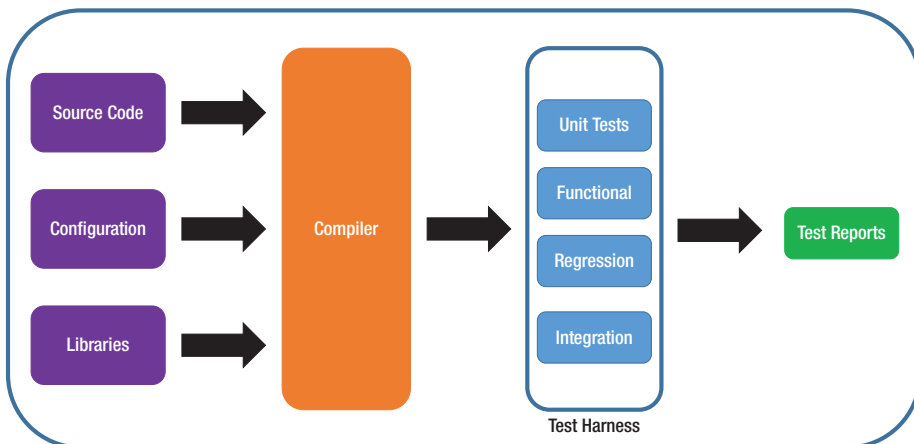 Source Code
Configuration
Libraries
Compiler
Unit Tests
Functional
Regression
Integration
Test Harness
Test Reports